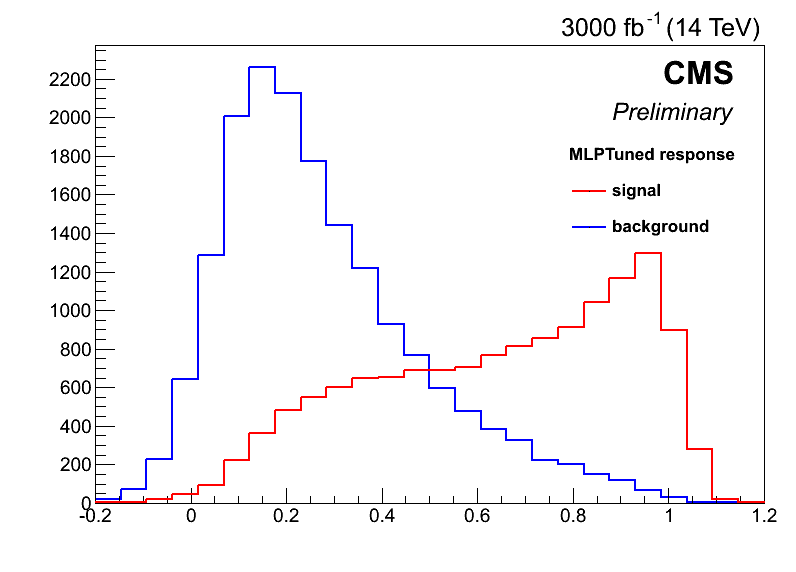 3000 fb-1 (14 TeV)
CMS
Preliminary
MLPTuned response
signal
background
2200
2000
1800
1600
1400
1200
1000
800
600
400
200
0
-0.2 0 0.2 0.4 0.6 0.8 1 1.2